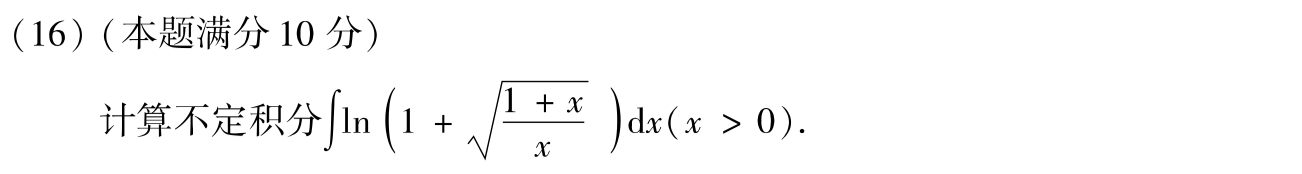 (16) (本题满分 10 分)
计算不定积分∫ln(1 + √((1 + x)/x))dx(x > 0).